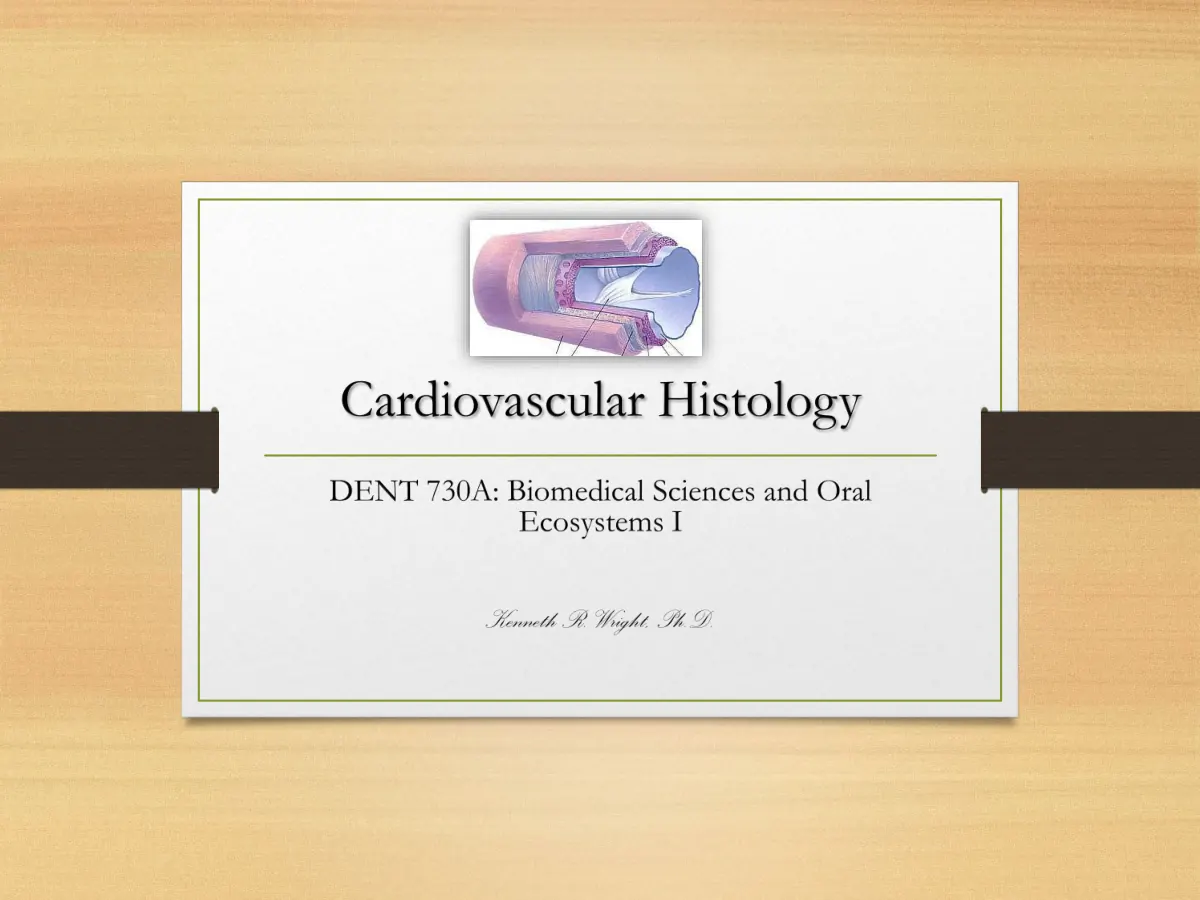 Cardiovascular Histology
DENT 730A: Biomedical Sciences and Oral
Ecosystems I
Kenneth R. Wright, Ph.D.